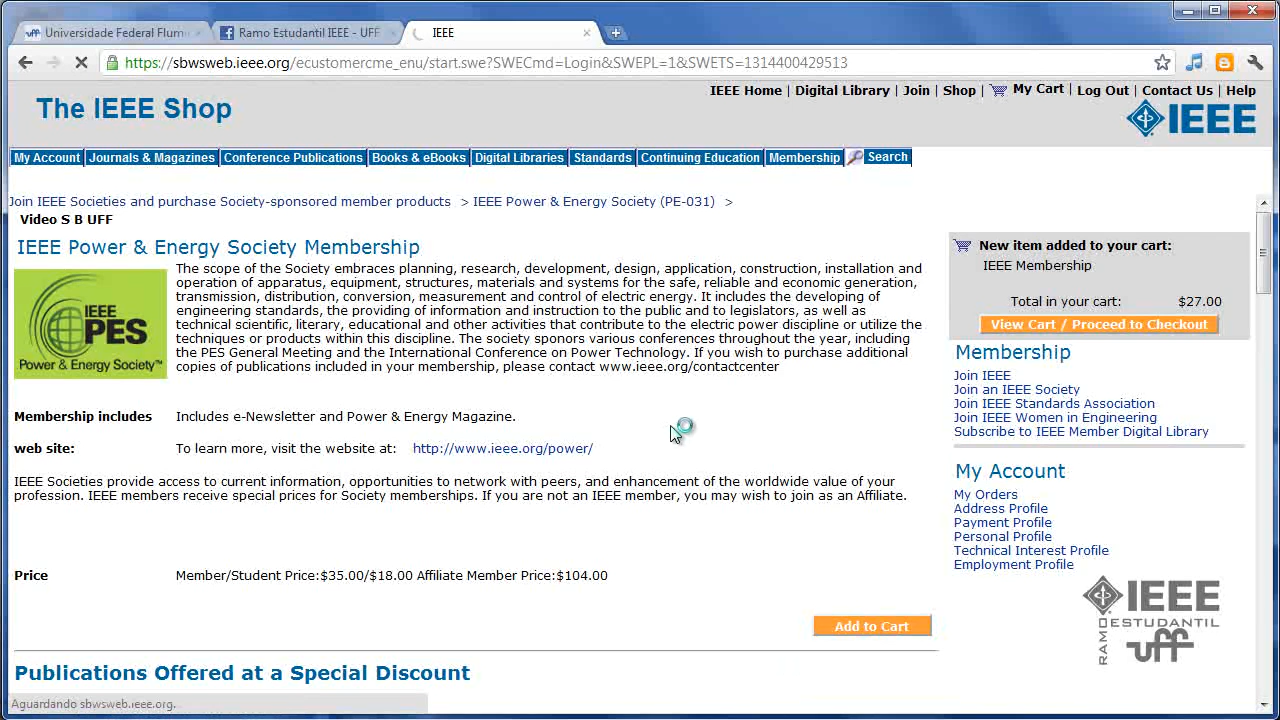 Universidade Federal Flum
Ramo Estudantil IEEE - UFF
IEEE
https://sbwsweb.ieee.org/ecustomercme_enu/start.swe?SWECmd=Login&SWEPL=1&SWETS=1314400429513
IEEE Home | Digital Library | Join | Shop | My Cart | Log Out | Contact Us | Help
The IEEE Shop
IEEE
My Account Journals & Magazines Conference Publications Books & eBooks Digital Libraries Standards Continuing Education Membership Search
Join IEEE Societies and purchase Society-sponsored member products > IEEE Power & Energy Society (PE-031) >
Video S B UFF
IEEE Power & Energy Society Membership
IEEE
PES
Power & Energy Society™
The scope of the Society embraces planning, research, development, design, application, construction, installation and
operation of apparatus, equipment, structures, materials and systems for the safe, reliable and economic generation,
transmission, distribution, conversion, measurement and control of electric energy. It includes the developing of
engineering standards, the providing of information and instruction to the public and to legislators, as well as
technical scientific, literary, educational and other activities that contribute to the electric power discipline or utilize the
techniques or products within this discipline. The society sponors various conferences throughout the year, including
the PES General Meeting and the International Conference on Power Technology. If you wish to purchase additional
copies of publications included in your membership, please contact www.ieee.org/contactcenter
Membership includes Includes e-Newsletter and Power & Energy Magazine.
web site: To learn more, visit the website at: http://www.ieee.org/power/
IEEE Societies provide access to current information, opportunities to network with peers, and enhancement of the worldwide value of your
profession. IEEE members receive special prices for Society memberships. If you are not an IEEE member, you may wish to join as an Affiliate.
Price Member/Student Price:$35.00/$18.00 Affiliate Member Price:$104.00
Add to Cart
Publications Offered at a Special Discount
New item added to your cart:
IEEE Membership
Total in your cart: $27.00
View Cart / Proceed to Checkout
Membership
Join IEEE
Join an IEEE Society
Join IEEE Standards Association
Join IEEE Women in Engineering
Subscribe to IEEE Member Digital Library
My Account
My Orders
Address Profile
Payment Profile
Personal Profile
Technical Interest Profile
Employment Profile
IEEE
RAMO ESTUDANTIL
uff
Aguardando sbwsweb.ieee.org.